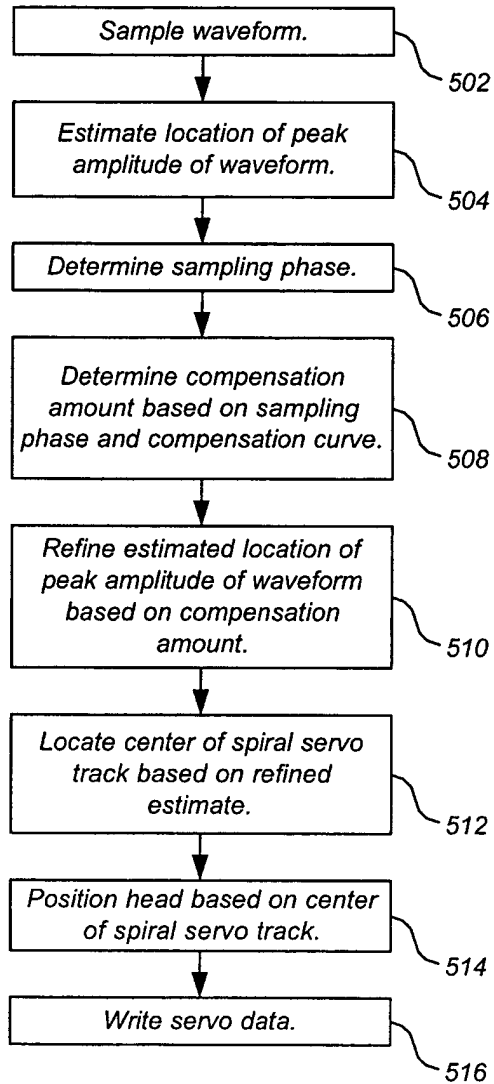 Sample waveform.
502
Estimate location of peak
amplitude of waveform.
504
Determine sampling phase.
506
Determine compensation
amount based on sampling
phase and compensation curve.
508
Refine estimated location of
peak amplitude of waveform
based on compensation
amount.
510
Locate center of spiral servo
track based on refined
estimate.
512
Position head based on center
of spiral servo track.
514
Write servo data.
516